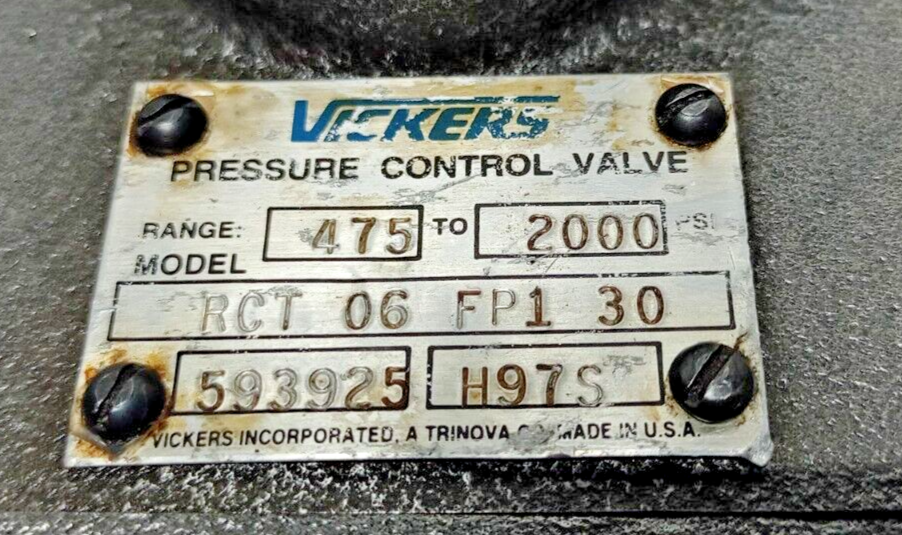 VICKERS
PRESSURE CONTROL VALVE
RANGE: 475 TO 2000 PSI
MODEL
RCT 06 FP1 30
593925 H97S
VICKERS INCORPORATED, A TRINOVA MADE IN U.S.A.